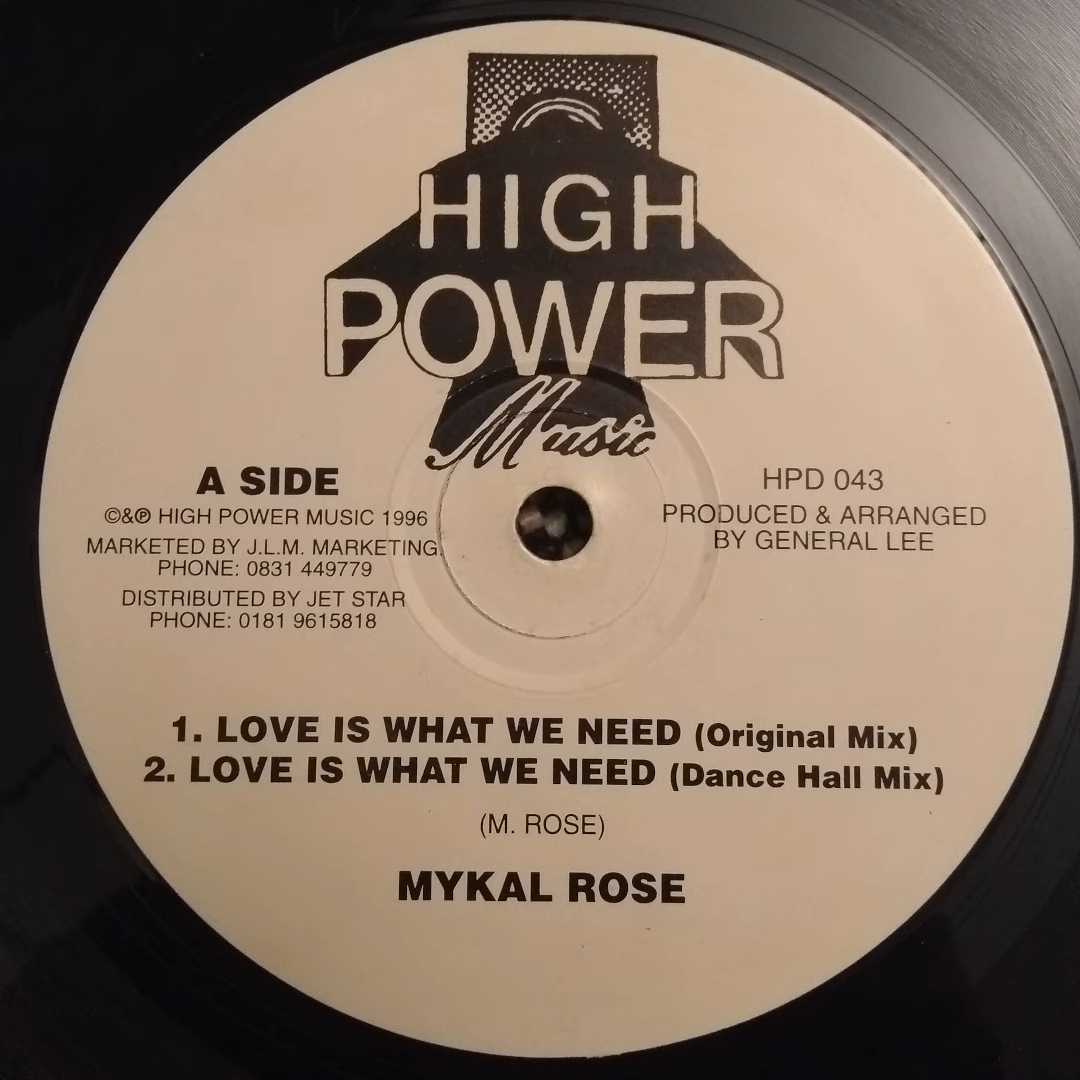 HIGH
POWER
Music
A SIDE
©&℗ HIGH POWER MUSIC 1996
MARKETED BY J.L.M. MARKETING
PHONE: 0831 449779
DISTRIBUTED BY JET STAR
PHONE: 0181 9615818
HPD 043
PRODUCED & ARRANGED
BY GENERAL LEE
1. LOVE IS WHAT WE NEED (Original Mix)
2. LOVE IS WHAT WE NEED (Dance Hall Mix)
(M. ROSE)
MYKAL ROSE